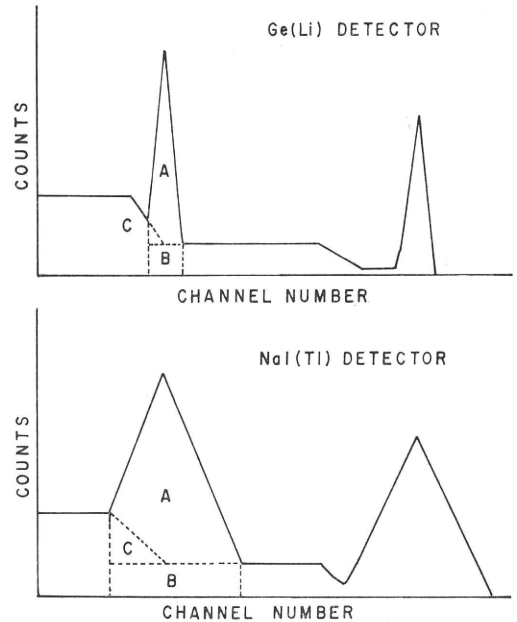 Ge(Li) DETECTOR
COUNTS
A
C
B
CHANNEL NUMBER
NaI(Tl) DETECTOR
COUNTS
A
C
B
CHANNEL NUMBER